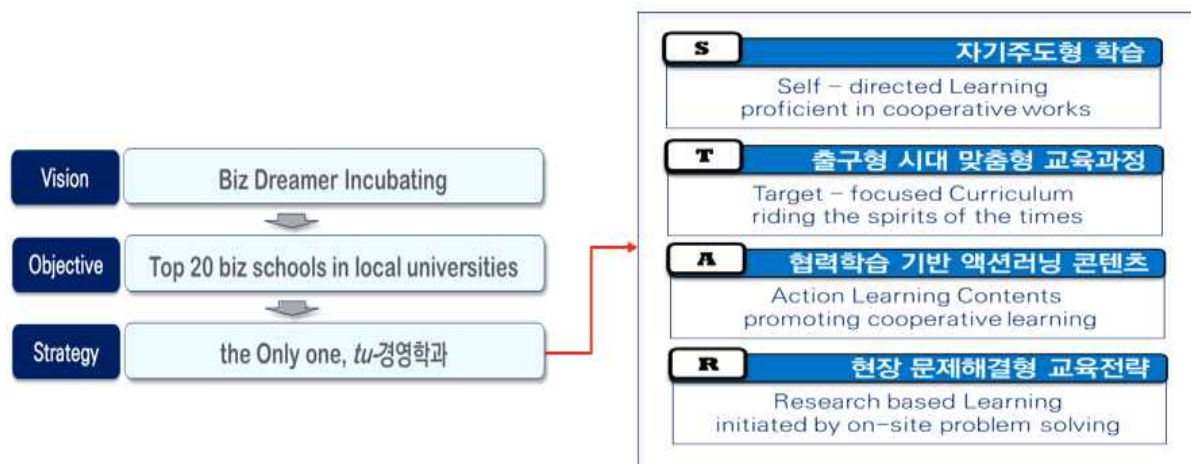 Vision
Biz Dreamer Incubating
Objective
Top 20 biz schools in local universities
Strategy
the Only one, tu-경영학과
S
자기주도형 학습
Self – directed Learning
proficient in cooperative works
T
출구형 시대 맞춤형 교육과정
Target – focused Curriculum
riding the spirits of the times
A
협력학습 기반 액션러닝 콘텐츠
Action Learning Contents
promoting cooperative learning
R
현장 문제해결형 교육전략
Research based Learning
initiated by on-site problem solving